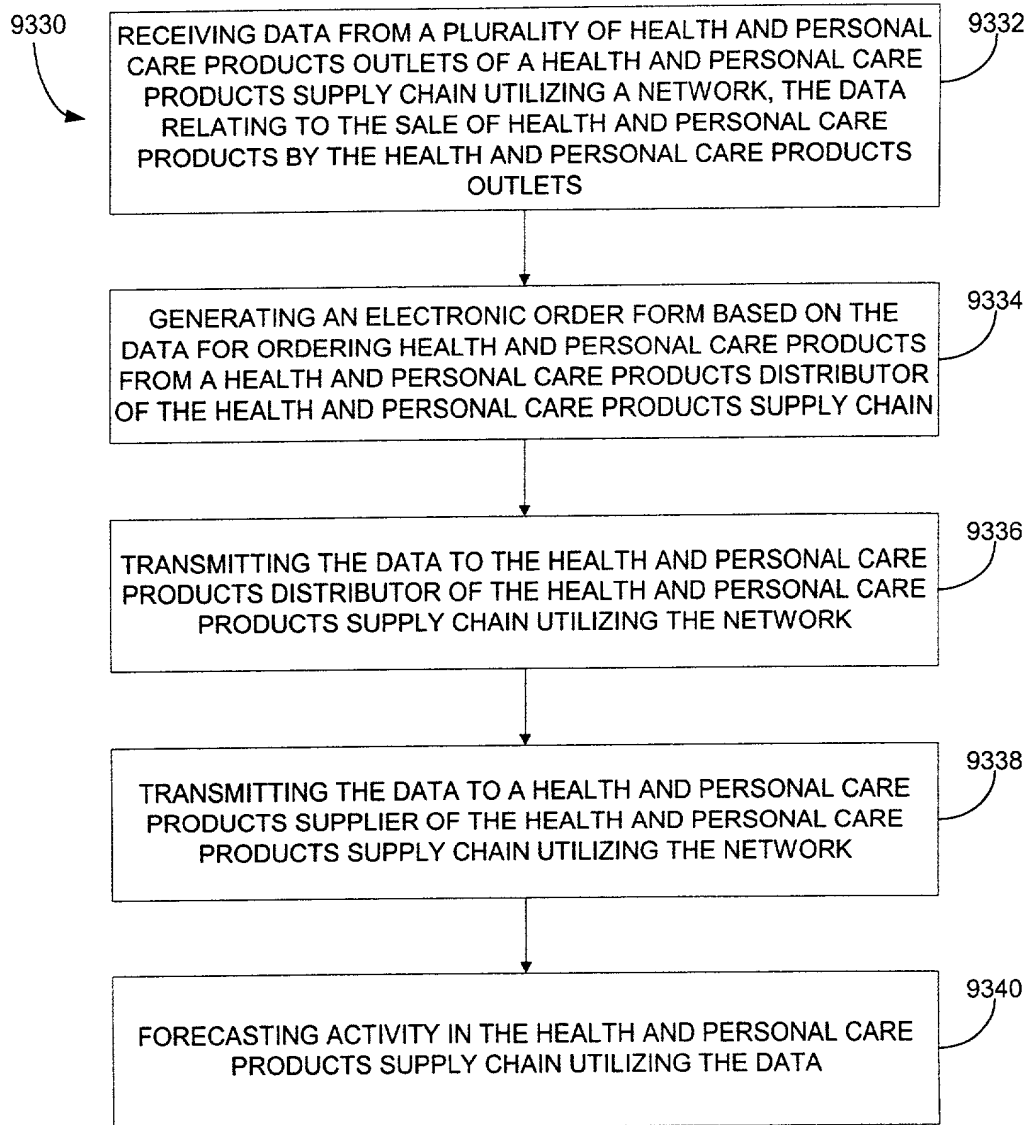 9330
RECEIVING DATA FROM A PLURALITY OF HEALTH AND PERSONAL
CARE PRODUCTS OUTLETS OF A HEALTH AND PERSONAL CARE
PRODUCTS SUPPLY CHAIN UTILIZING A NETWORK, THE DATA
RELATING TO THE SALE OF HEALTH AND PERSONAL CARE
PRODUCTS BY THE HEALTH AND PERSONAL CARE PRODUCTS
OUTLETS
9332
GENERATING AN ELECTRONIC ORDER FORM BASED ON THE
DATA FOR ORDERING HEALTH AND PERSONAL CARE PRODUCTS
FROM A HEALTH AND PERSONAL CARE PRODUCTS DISTRIBUTOR
OF THE HEALTH AND PERSONAL CARE PRODUCTS SUPPLY CHAIN
9334
TRANSMITTING THE DATA TO THE HEALTH AND PERSONAL CARE
PRODUCTS DISTRIBUTOR OF THE HEALTH AND PERSONAL CARE
PRODUCTS SUPPLY CHAIN UTILIZING THE NETWORK
9336
TRANSMITTING THE DATA TO A HEALTH AND PERSONAL CARE
PRODUCTS SUPPLIER OF THE HEALTH AND PERSONAL CARE
PRODUCTS SUPPLY CHAIN UTILIZING THE NETWORK
9338
FORECASTING ACTIVITY IN THE HEALTH AND PERSONAL CARE
PRODUCTS SUPPLY CHAIN UTILIZING THE DATA
9340